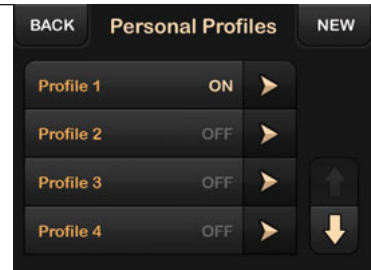 BACK Personal Profiles NEW
Profile 1 ON
Profile 2 OFF
Profile 3 OFF
Profile 4 OFF